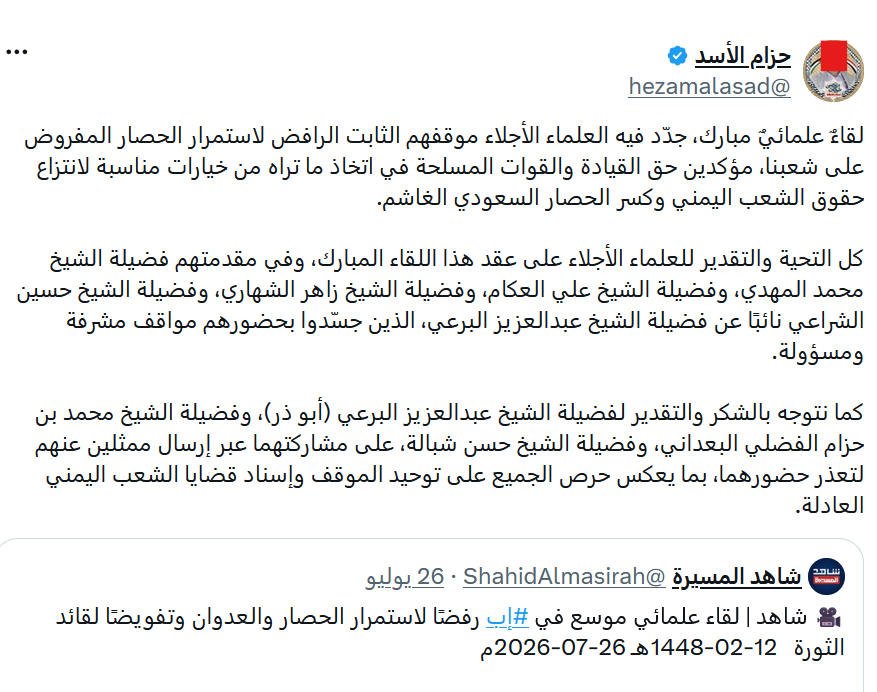 حزام الأسد
@hezamalasad
لقاءٌ علمائيٌ مبارك، جدّد فيه العلماء الأجلاء موقفهم الثابت الرافض لاستمرار الحصار المفروض
على شعبنا، مؤكدين حق القيادة والقوات المسلحة في اتخاذ ما تراه من خيارات مناسبة لانتزاع
حقوق الشعب اليمني وكسر الحصار السعودي الغاشم.
كل التحية والتقدير للعلماء الأجلاء على عقد هذا اللقاء المبارك، وفي مقدمتهم فضيلة الشيخ
محمد المهدي، وفضيلة الشيخ علي العكام، وفضيلة الشيخ زاهر الشهاري، وفضيلة الشيخ حسين
الشراعي نائبًا عن فضيلة الشيخ عبدالعزيز البرعي، الذين جسّدوا بحضورهم مواقف مشرفة
ومسؤولة.
كما نتوجه بالشكر والتقدير لفضيلة الشيخ عبدالعزيز البرعي (أبو ذر)، وفضيلة الشيخ محمد بن
حزام الفضلي البعداني، وفضيلة الشيخ حسن شبالة، على مشاركتهما عبر إرسال ممثلين عنهم
لتعذر حضورهما، بما يعكس حرص الجميع على توحيد الموقف وإسناد قضايا الشعب اليمني
العادلة.
شاهد المسيرة @ShahidAlmasirah · 26 يوليو
شاهد | لقاء علمائي موسع في #إب رفضًا لاستمرار الحصار والعدوان وتفويضًا لقائد
الثورة 12-02-1448هـ 26-07-2026م